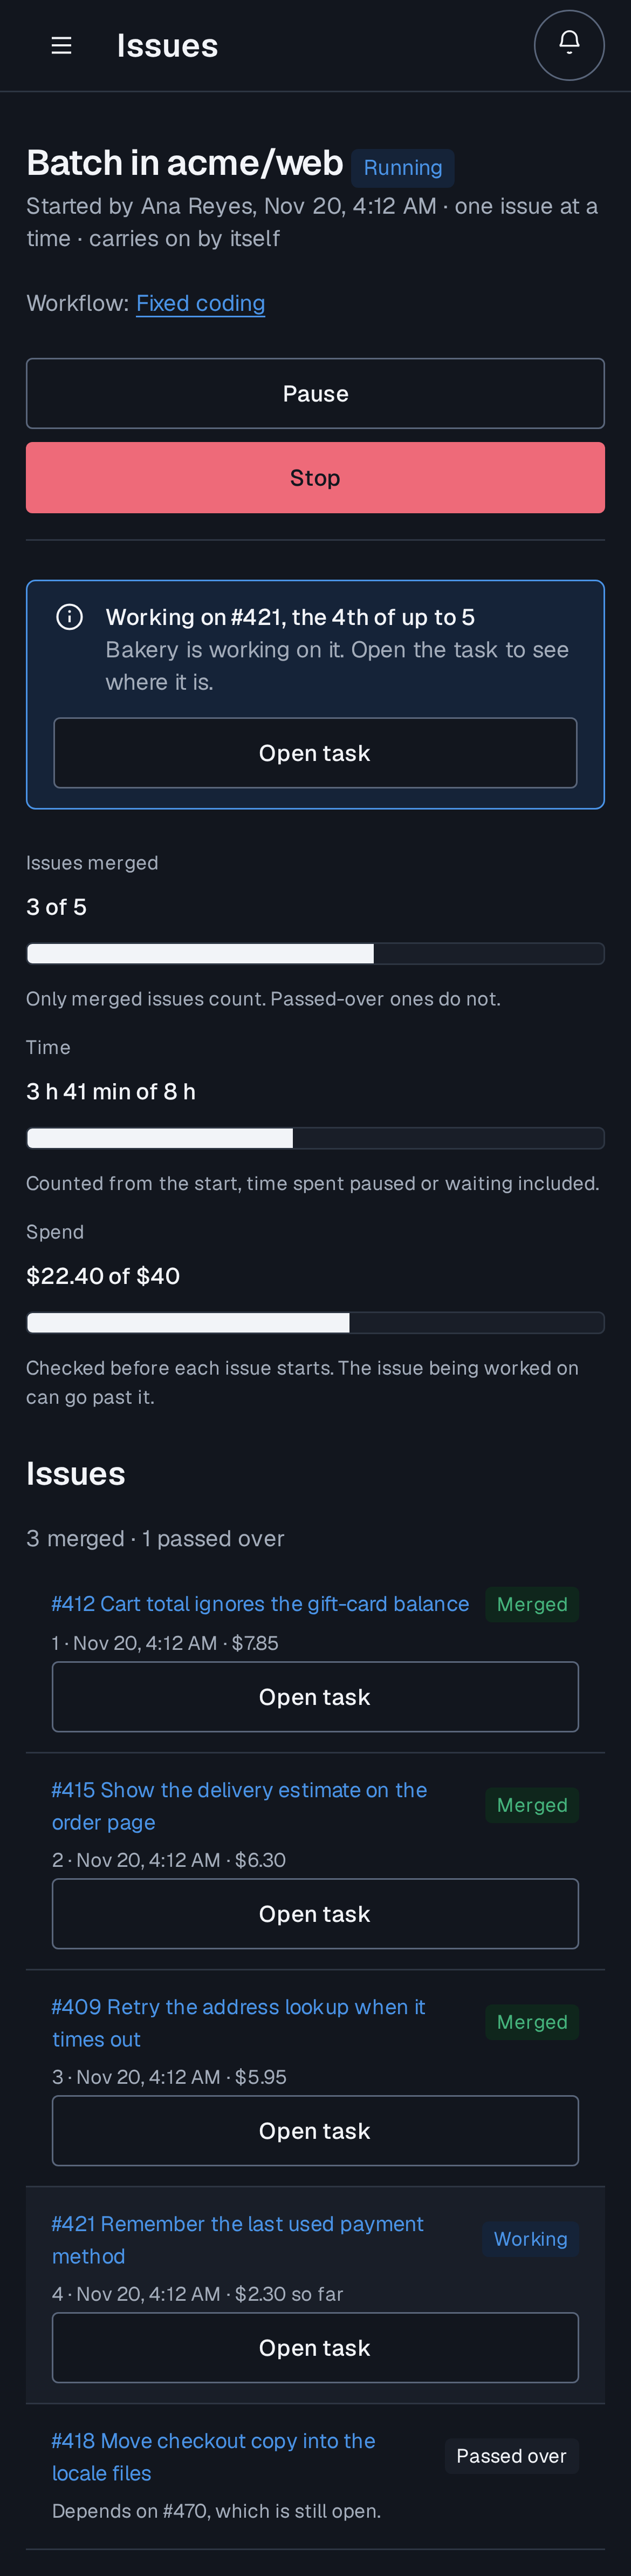 Issues
Batch in acme/web Running
Started by Ana Reyes, Nov 20, 4:12 AM · one issue at a
time · carries on by itself
Workflow: Fixed coding
Pause
Stop
Working on #421, the 4th of up to 5
Bakery is working on it. Open the task to see
where it is.
Open task
Issues merged
3 of 5
Only merged issues count. Passed-over ones do not.
Time
3 h 41 min of 8 h
Counted from the start, time spent paused or waiting included.
Spend
$22.40 of $40
Checked before each issue starts. The issue being worked on
can go past it.
Issues
3 merged · 1 passed over
#412 Cart total ignores the gift-card balance Merged
1 · Nov 20, 4:12 AM · $7.85
Open task
#415 Show the delivery estimate on the
order page
Merged
2 · Nov 20, 4:12 AM · $6.30
Open task
#409 Retry the address lookup when it
times out
Merged
3 · Nov 20, 4:12 AM · $5.95
Open task
#421 Remember the last used payment
method
Working
4 · Nov 20, 4:12 AM · $2.30 so far
Open task
#418 Move checkout copy into the
locale files
Passed over
Depends on #470, which is still open.